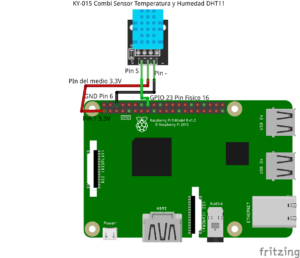 KY-015 Combi Sensor Temperatura y Humedad DHT11
Pin S
Pin -
Pin del medio 3,3V
GND Pin 6
GPIO 23 Pin Fisico 16
Pin 1 3.3V
Raspberry Pi 3 Model B v1.2
© Raspberry Pi 2015
USB 2x
USB 2x
ETHERNET
HDMI
Audio
Power
fritzing